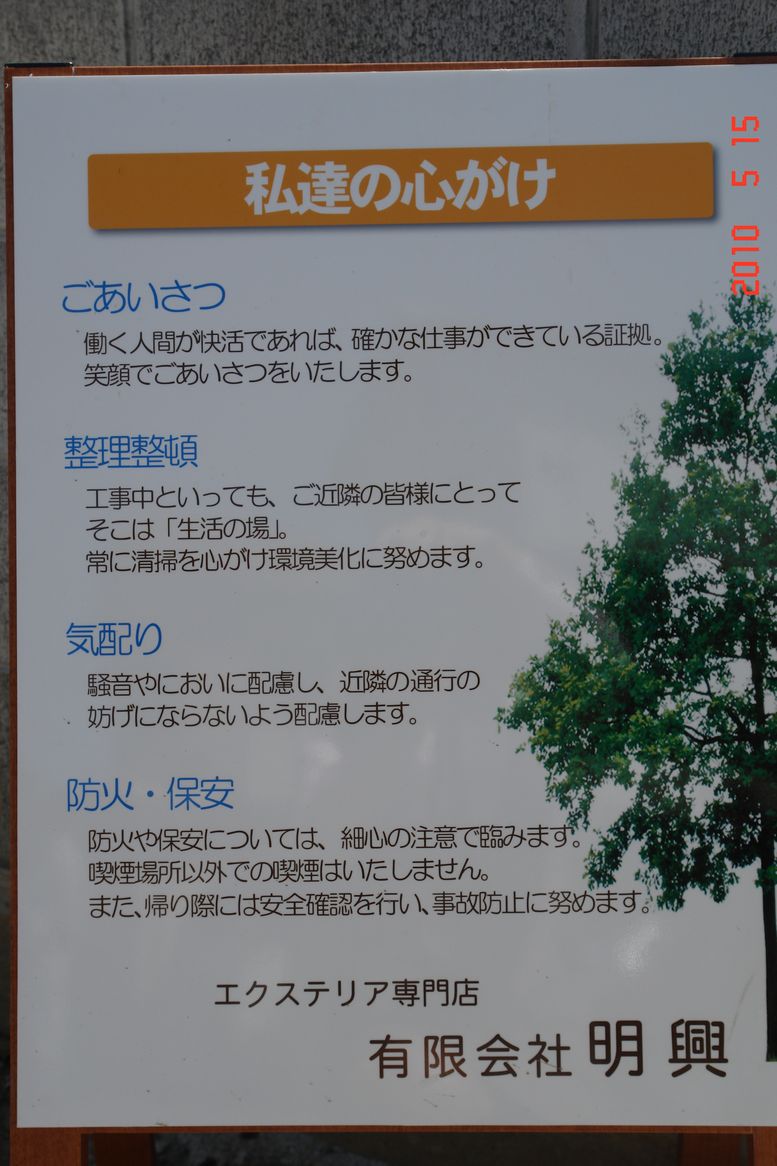 私達の心がけ
ごあいさつ
働く人間が快活であれば、確かな仕事ができている証拠。
笑顔でごあいさつをいたします。
整理整頓
工事中といっても、ご近隣の皆様にとって
そこは「生活の場」。
常に清掃を心がけ環境美化に努めます。
気配り
騒音やにおいに配慮し、近隣の通行の
妨げにならないよう配慮します。
防火・保安
防火や保安については、細心の注意で臨みます。
喫煙場所以外での喫煙はいたしません。
また、帰り際には安全確認を行い、事故防止に努めます。
エクステリア専門店
有限会社 明興
2010 5 15